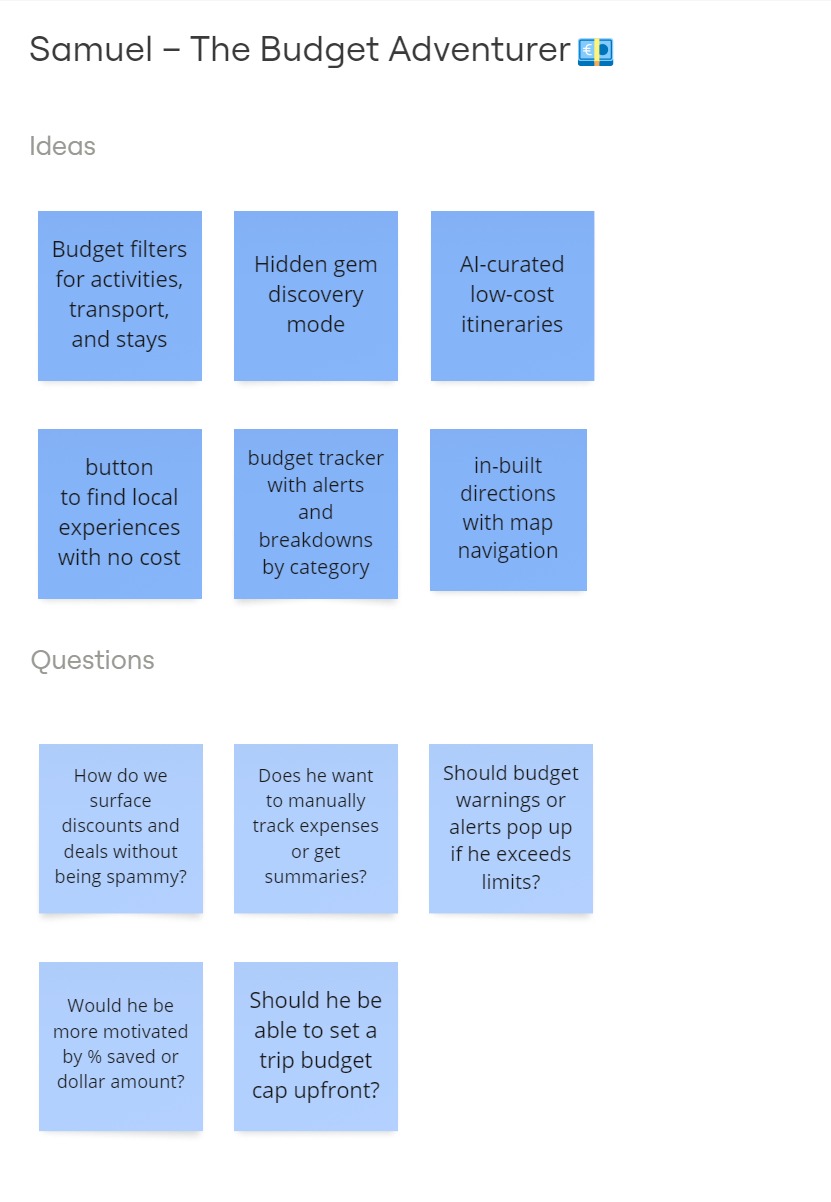 Samuel – The Budget Adventurer 💶
Ideas
Budget filters
for activities,
transport,
and stays
Hidden gem
discovery
mode
AI-curated
low-cost
itineraries
button
to find local
experiences
with no cost
budget tracker
with alerts
and
breakdowns
by category
in-built
directions
with map
navigation
Questions
How do we
surface
discounts and
deals without
being spammy?
Does he want
to manually
track expenses
or get
summaries?
Should budget
warnings or
alerts pop up
if he exceeds
limits?
Would he be
more motivated
by % saved or
dollar amount?
Should he be
able to set a
trip budget
cap upfront?